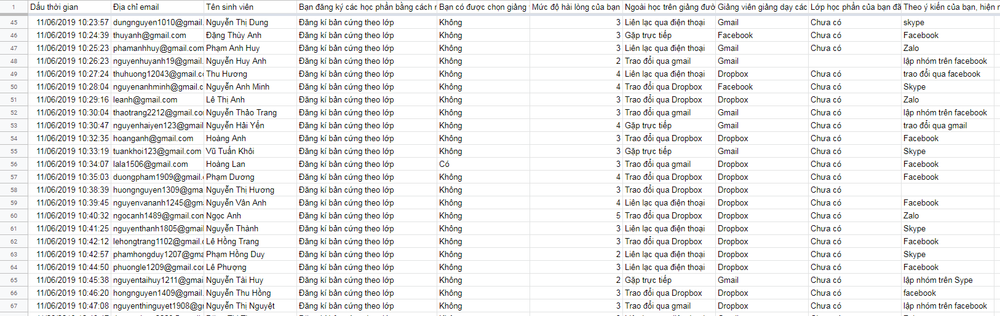 1 Dấu thời gian Địa chỉ email Tên sinh viên Bạn đăng ký các học phần bằng cách n Bạn có được chọn giảng Mức độ hài lòng của bạn Ngoài học trên giảng đườ Giảng viên giảng dạy các Lớp học phần của bạn đã Theo ý kiến của bạn, hiện n
45 11/06/2019 10:23:57 dungnguyen1010@gmail. Nguyễn Thị Dung Đăng kí bản cứng theo lớp Không 3 Liên lạc qua điện thoại Gmail Chưa có skype
46 11/06/2019 10:24:39 thuyanh@gmail.com Đặng Thùy Anh Đăng kí bản cứng theo lớp Không 3 Gặp trực tiếp Facebook Chưa có Facebook
47 11/06/2019 10:25:23 phamanhhuy@gmail.com Phạm Anh Huy Đăng kí bản cứng theo lớp Không 3 Liên lạc qua điện thoại Gmail Chưa có Zalo
48 11/06/2019 10:26:23 nguyenhuyanh19@gmail. Nguyễn Huy Anh Đăng kí bản cứng theo lớp Không 2 Trao đổi qua gmail Gmail lập nhóm trên facebook
49 11/06/2019 10:27:24 thuhuong12043@gmail.c Thu Hương Đăng kí bản cứng theo lớp Không 4 Liên lạc qua điện thoại Dropbox Chưa có trao đổi qua facebook
50 11/06/2019 10:28:04 nguyenanhminh@gmail.c Nguyễn Anh Minh Đăng kí bản cứng theo lớp Không 4 Trao đổi qua Dropbox Facebook Chưa có Skype
51 11/06/2019 10:29:16 leanh@gmail.com Lê Thị Anh Đăng kí bản cứng theo lớp Không 3 Trao đổi qua Dropbox Dropbox Chưa có Zalo
52 11/06/2019 10:30:04 thaotrang2212@gmail.co Nguyễn Thảo Trang Đăng kí bản cứng theo lớp Không 3 Trao đổi qua gmail Gmail Chưa có lập nhóm trên facebook
53 11/06/2019 10:30:47 nguyenhaiyen123@gmail Nguyễn Hải Yến Đăng kí bản cứng theo lớp Không 4 Gặp trực tiếp Gmail Chưa có trao đổi qua gmail
54 11/06/2019 10:32:35 hoanganh@gmail.com Hoảng Anh Đăng kí bản cứng theo lớp Không 3 Trao đổi qua Dropbox Dropbox Chưa có Facebook
55 11/06/2019 10:33:19 tuankhoi123@gmail.com Vũ Tuấn Khôi Đăng kí bản cứng theo lớp Không 3 Gặp trực tiếp Gmail Chưa có Skype
56 11/06/2019 10:34:07 lala1506@gmail.com Hoàng Lan Đăng kí bản cứng theo lớp Có 3 Trao đổi qua gmail Dropbox Chưa có Facebook
57 11/06/2019 10:35:03 duongpham1909@gmail. Phạm Dương Đăng kí bản cứng theo lớp Không 4 Trao đổi qua Dropbox Dropbox Chưa có Facebook
58 11/06/2019 10:38:39 huongnguyen1309@gma Nguyễn Thị Hương Đăng kí bản cứng theo lớp Không 3 Trao đổi qua Dropbox Dropbox Chưa có
59 11/06/2019 10:39:45 nguyenvananh1245@gm Nguyễn Vân Anh Đăng kí bản cứng theo lớp Không 4 Liên lạc qua điện thoại Dropbox Chưa có Facebook
60 11/06/2019 10:40:32 ngocanh1489@gmail.com Ngọc Anh Đăng kí bản cứng theo lớp Không 5 Trao đổi qua Dropbox Dropbox Chưa có Zalo
61 11/06/2019 10:41:25 nguyenthanh1805@gmai Nguyễn Thành Đăng kí bản cứng theo lớp Không 3 Liên lạc qua điện thoại Dropbox Chưa có Skype
62 11/06/2019 10:42:12 lehongtrang1102@gmail. Lê Hồng Trang Đăng kí bản cứng theo lớp Không 3 Trao đổi qua Dropbox Dropbox Chưa có Facebook
63 11/06/2019 10:42:57 phamhongduy1207@gma Phạm Hồng Duy Đăng kí bản cứng theo lớp Không 2 Liên lạc qua điện thoại Dropbox Chưa có Skype
64 11/06/2019 10:44:50 phuongle1209@gmail.cor Lê Phượng Đăng kí bản cứng theo lớp Không 3 Liên lạc qua điện thoại Dropbox Chưa có Facebook
65 11/06/2019 10:45:38 nguyentaihuy1211@gmail Nguyễn Tài Huy Đăng kí bản cứng theo lớp Không 2 Gặp trực tiếp Gmail Chưa có lập nhóm trên Sype
66 11/06/2019 10:46:20 hongnguyen1409@gmail. Nguyễn Thu Hồng Đăng kí bản cứng theo lớp Không 3 Trao đổi qua Dropbox Dropbox Chưa có facebook
67 11/06/2019 10:47:08 nguyenthinguyet1908@g Nguyễn Thị Nguyệt Đăng kí bản cứng theo lớp Không 3 Trao đổi qua gmail Dropbox Chưa có lập nhóm trên facebook